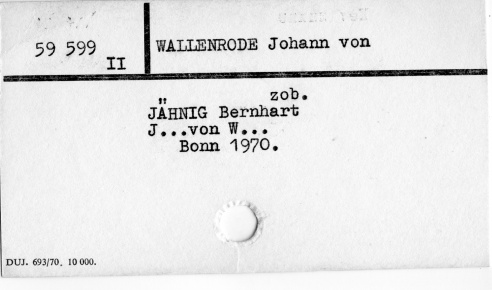 59 599
II
WALLENRODE Johann von
zob.
JÄHNIG Bernhart
J...von W...
Bonn 1970.
DUJ. 693/70. 10 000.